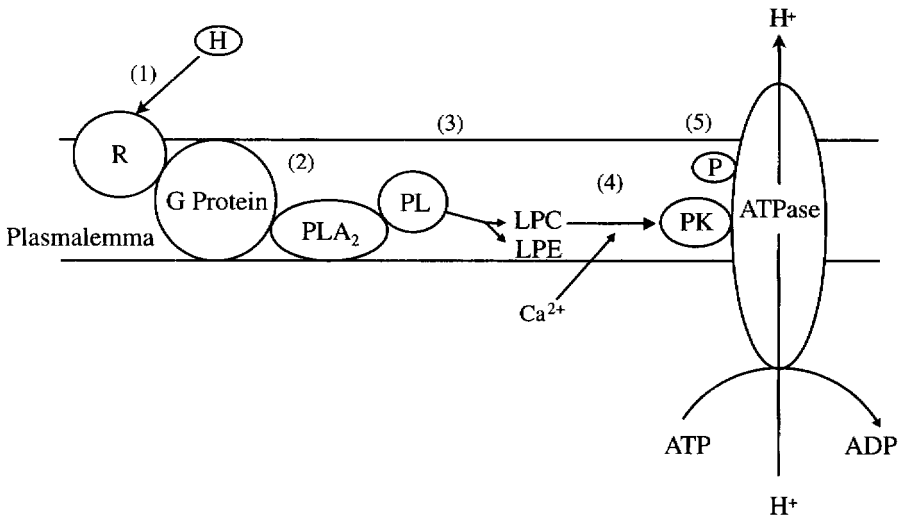 H⁺
H
(1)
(3)
(5)
R
(2)
P
G Protein
PL
(4)
ATPase
Plasmalemma
PLA₂
LPC
PK
LPE
Ca²⁺
ATP
ADP
H⁺